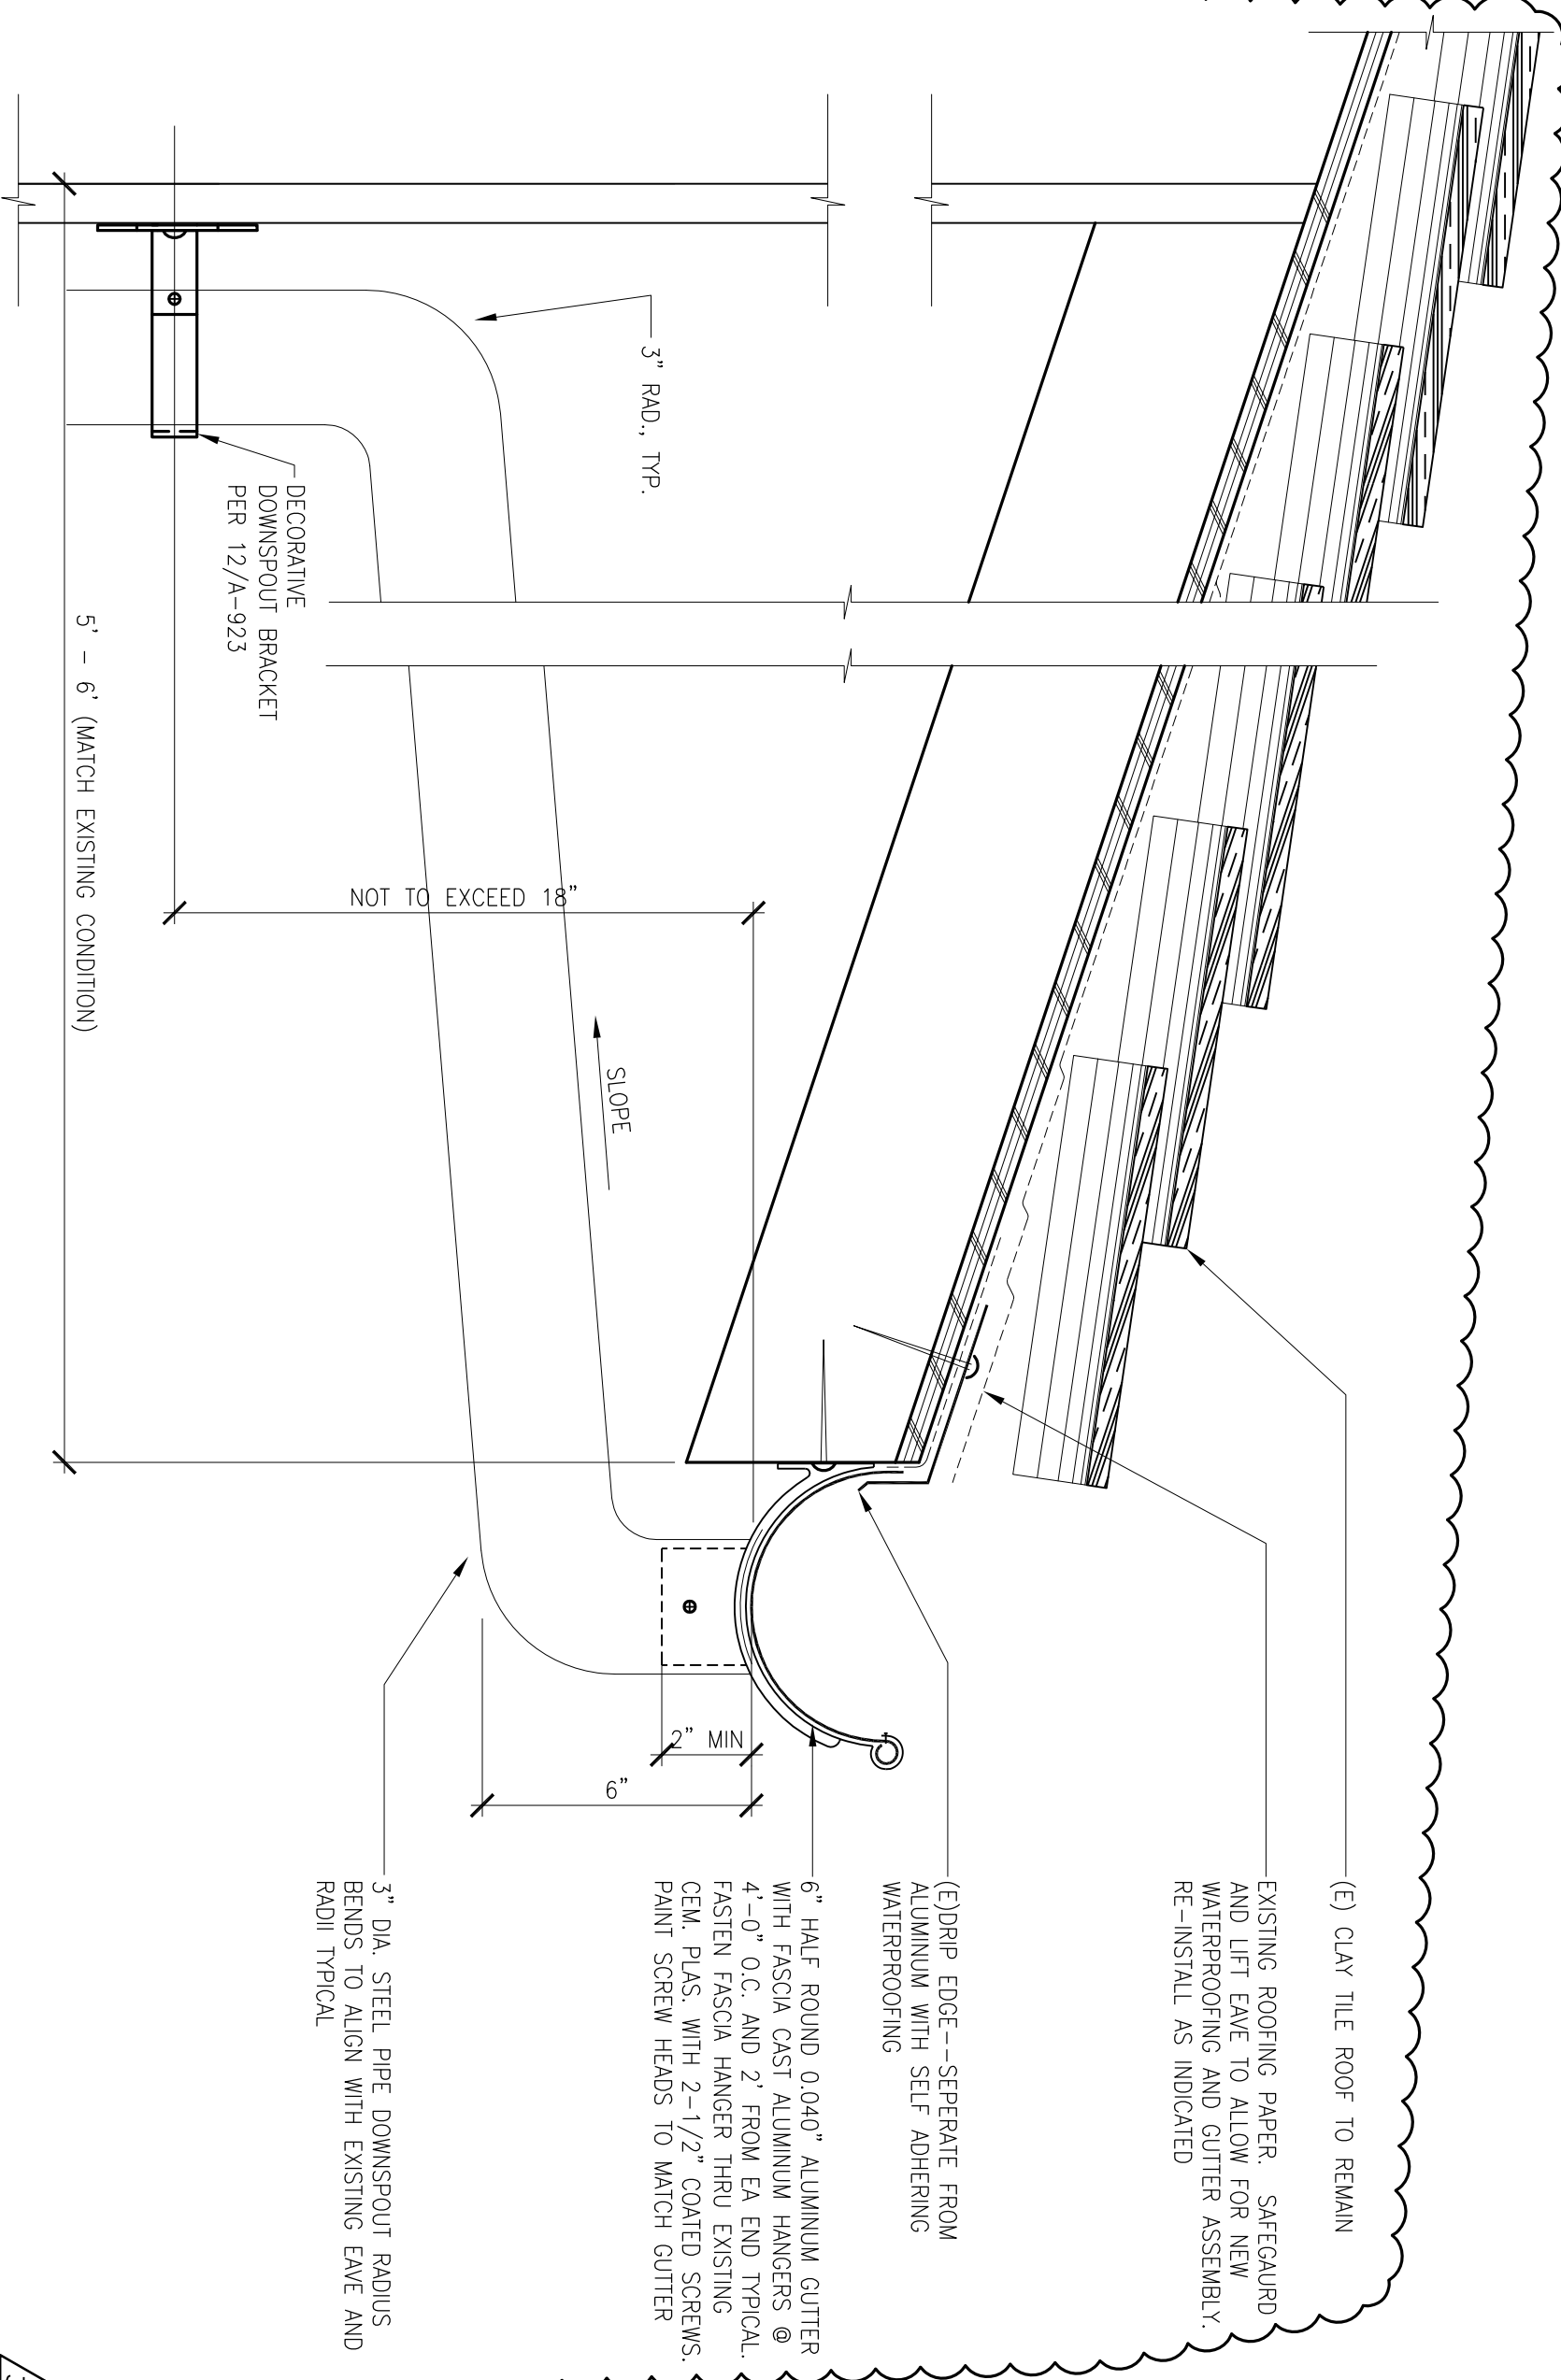 (E) CLAY TILE ROOF TO REMAIN
EXISTING ROOFING PAPER. SAFEGAURD
AND LIFT EAVE TO ALLOW FOR NEW
WATERPROOFING AND GUTTER ASSEMBLY.
RE-INSTALL AS INDICATED
(E)DRIP EDGE--SEPERATE FROM
ALUMINUM WITH SELF ADHERING
WATERPROOFING
6" HALF ROUND 0.040" ALUMINUM GUTTER
WITH FASCIA CAST ALUMINUM HANGERS @
4'-0" O.C. AND 2' FROM EA END TYPICAL.
FASTEN FASCIA HANGER THRU EXISTING
CEM. PLAS. WITH 2-1/2" COATED SCREWS.
PAINT SCREW HEADS TO MATCH GUTTER
3" DIA. STEEL PIPE DOWNSPOUT RADIUS
BENDS TO ALIGN WITH EXISTING EAVE AND
RADII TYPICAL
3" RAD., TYP.
SLOPE
NOT TO EXCEED 18"
2" MIN
6"
DECORATIVE
DOWNSPOUT BRACKET
PER 12/A-923
5' - 6' (MATCH EXISTING CONDITION)